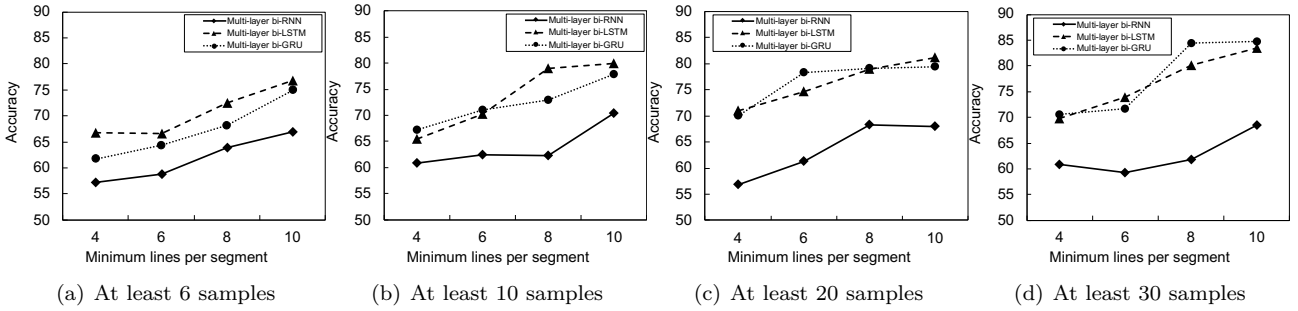 90
85
80
75
70
65
60
55
50
Accuracy
Multi-layer bi-RNN
Multi-layer bi-LSTM
Multi-layer bi-GRU
4 6 8 10
Minimum lines per segment
(a) At least 6 samples
90
85
80
75
70
65
60
55
50
Accuracy
Multi-layer bi-RNN
Multi-layer bi-LSTM
Multi-layer bi-GRU
4 6 8 10
Minimum lines per segment
(b) At least 10 samples
90
85
80
75
70
65
60
55
50
Accuracy
Multi-layer bi-RNN
Multi-layer bi-LSTM
Multi-layer bi-GRU
4 6 8 10
Minimum lines per segment
(c) At least 20 samples
90
85
80
75
70
65
60
55
50
Accuracy
Multi-layer bi-RNN
Multi-layer bi-LSTM
Multi-layer bi-GRU
4 6 8 10
Minimum lines per segment
(d) At least 30 samples